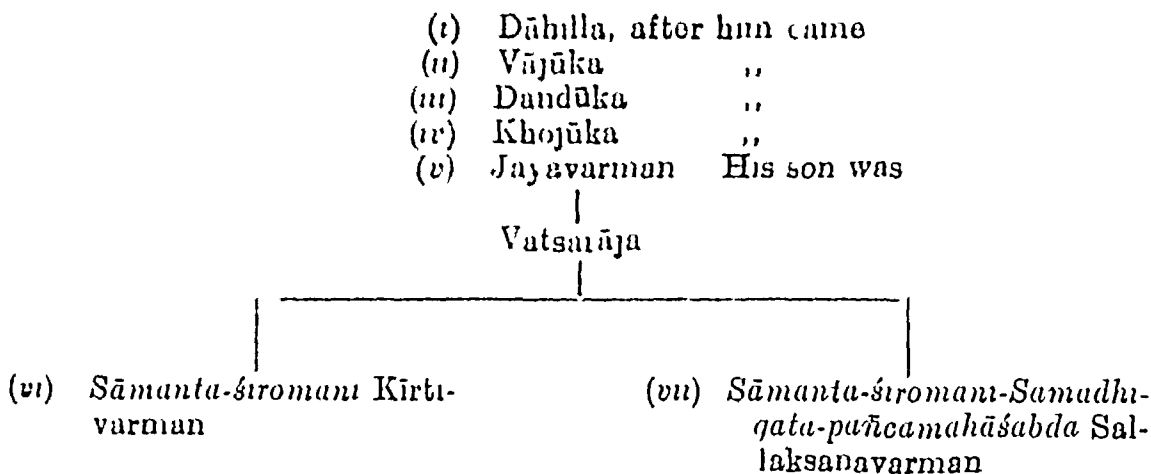 (i) Dāhilla, after him came
(ii) Vājūka ,,
(iii) Dandūka ,,
(iv) Khojūka ,,
(v) Jayavarman His son was
Vatsarāja
(vi) Sāmanta-śiromani Kīrti-
varman
(vii) Sāmanta-śiromani-Samadhi-
gata-pañcamahāśabda Sal-
laksanavarman